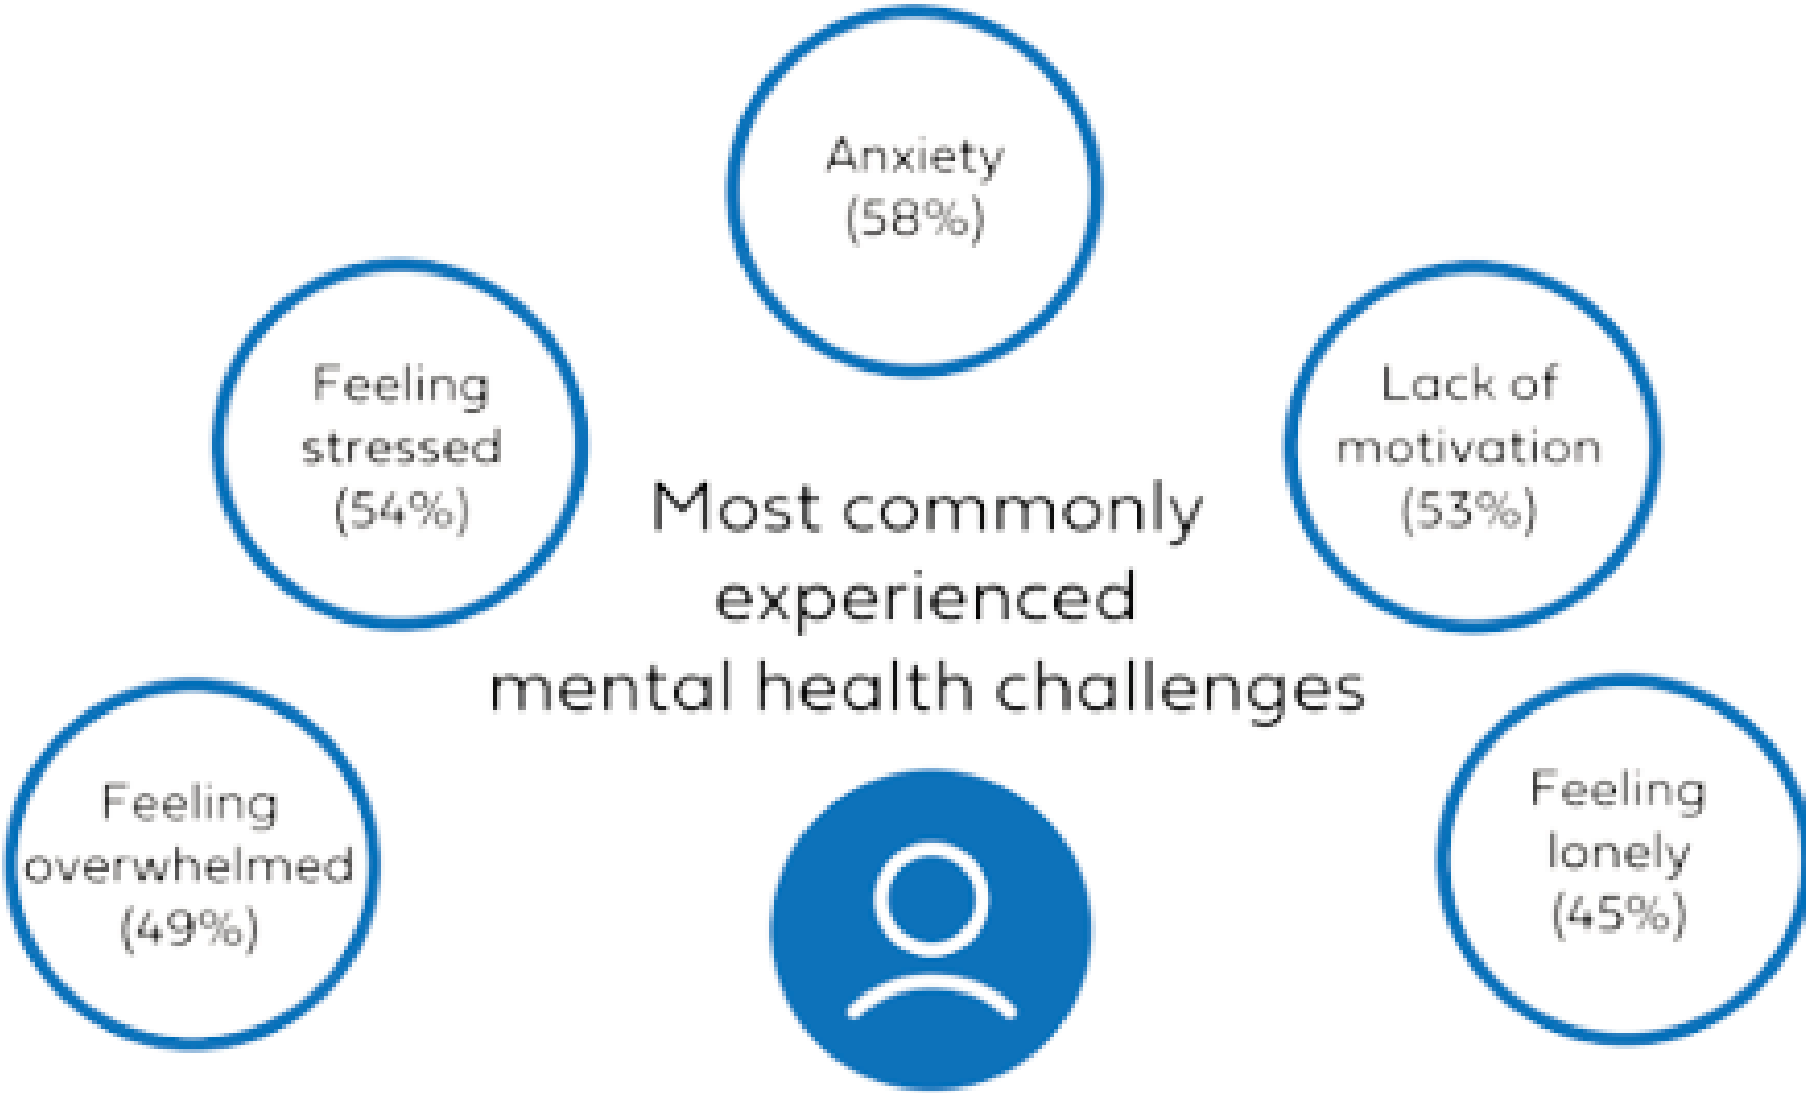 Anxiety
(58%)
Feeling
stressed
(54%)
Lack of
motivation
(53%)
Most commonly
experienced
mental health challenges
Feeling
overwhelmed
(49%)
Feeling
lonely
(45%)